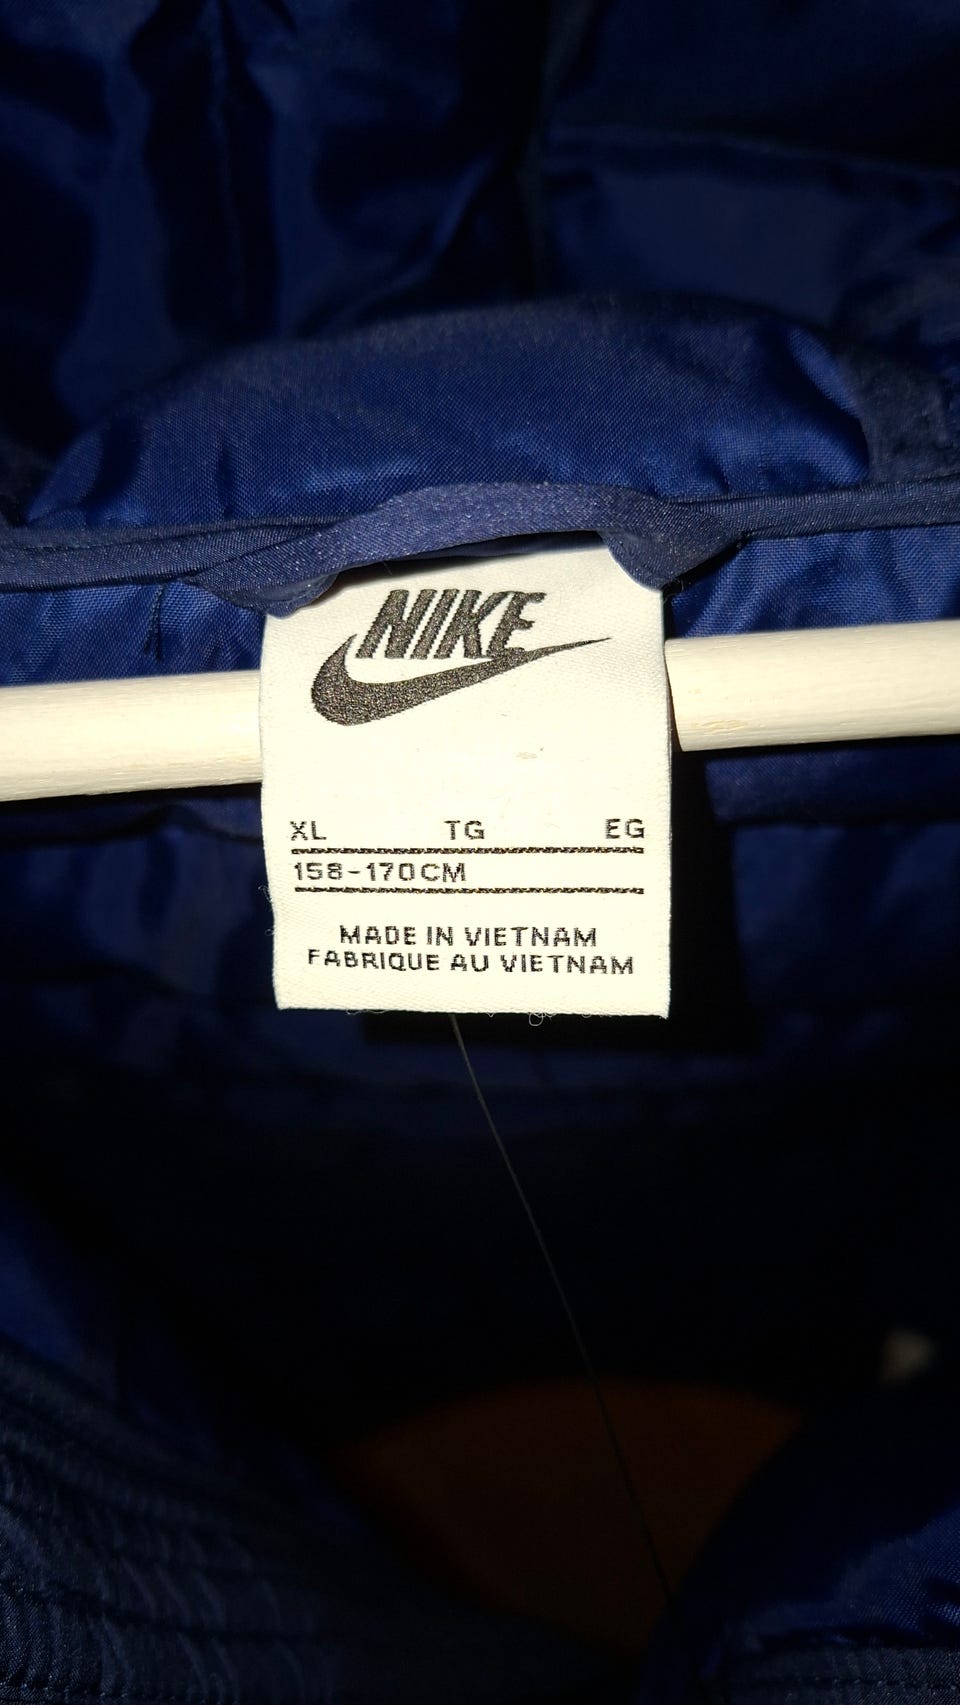 NIKE
XL TG EG
158-170CM
MADE IN VIETNAM
FABRIQUE AU VIETNAM